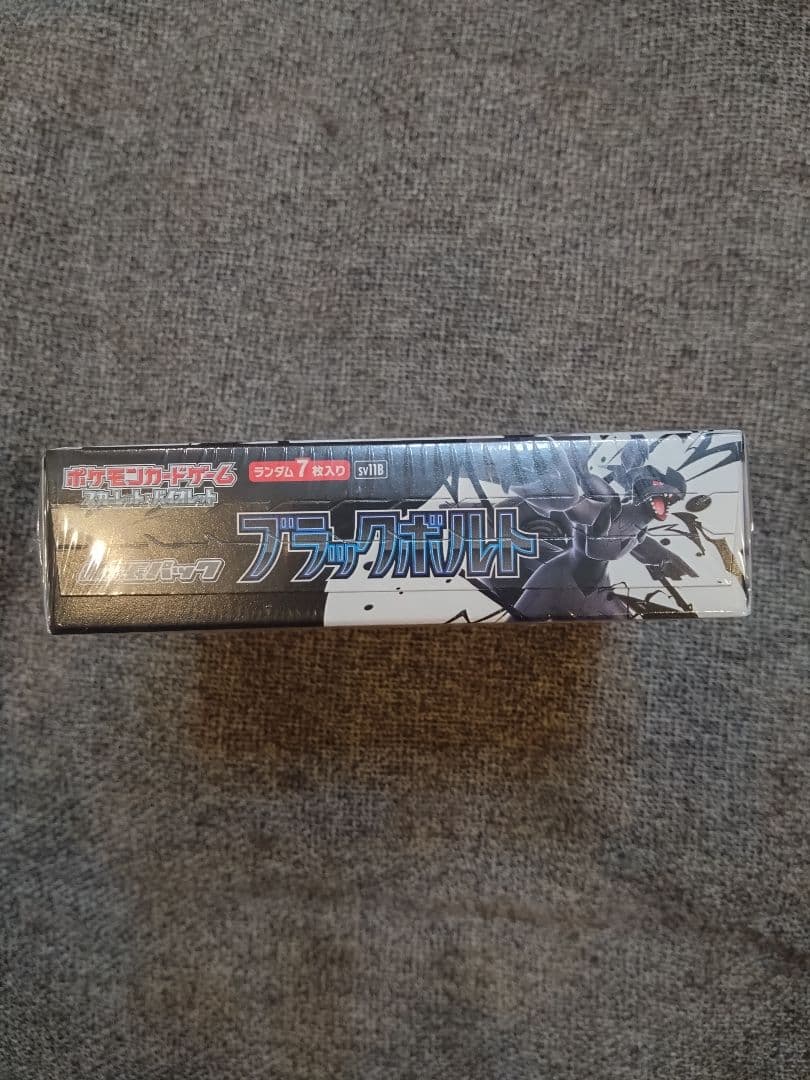 ポケモンカードゲーム
スカーレット&バイオレット
ランダム7枚入り
sv11B
拡張パック
ブラックボルト